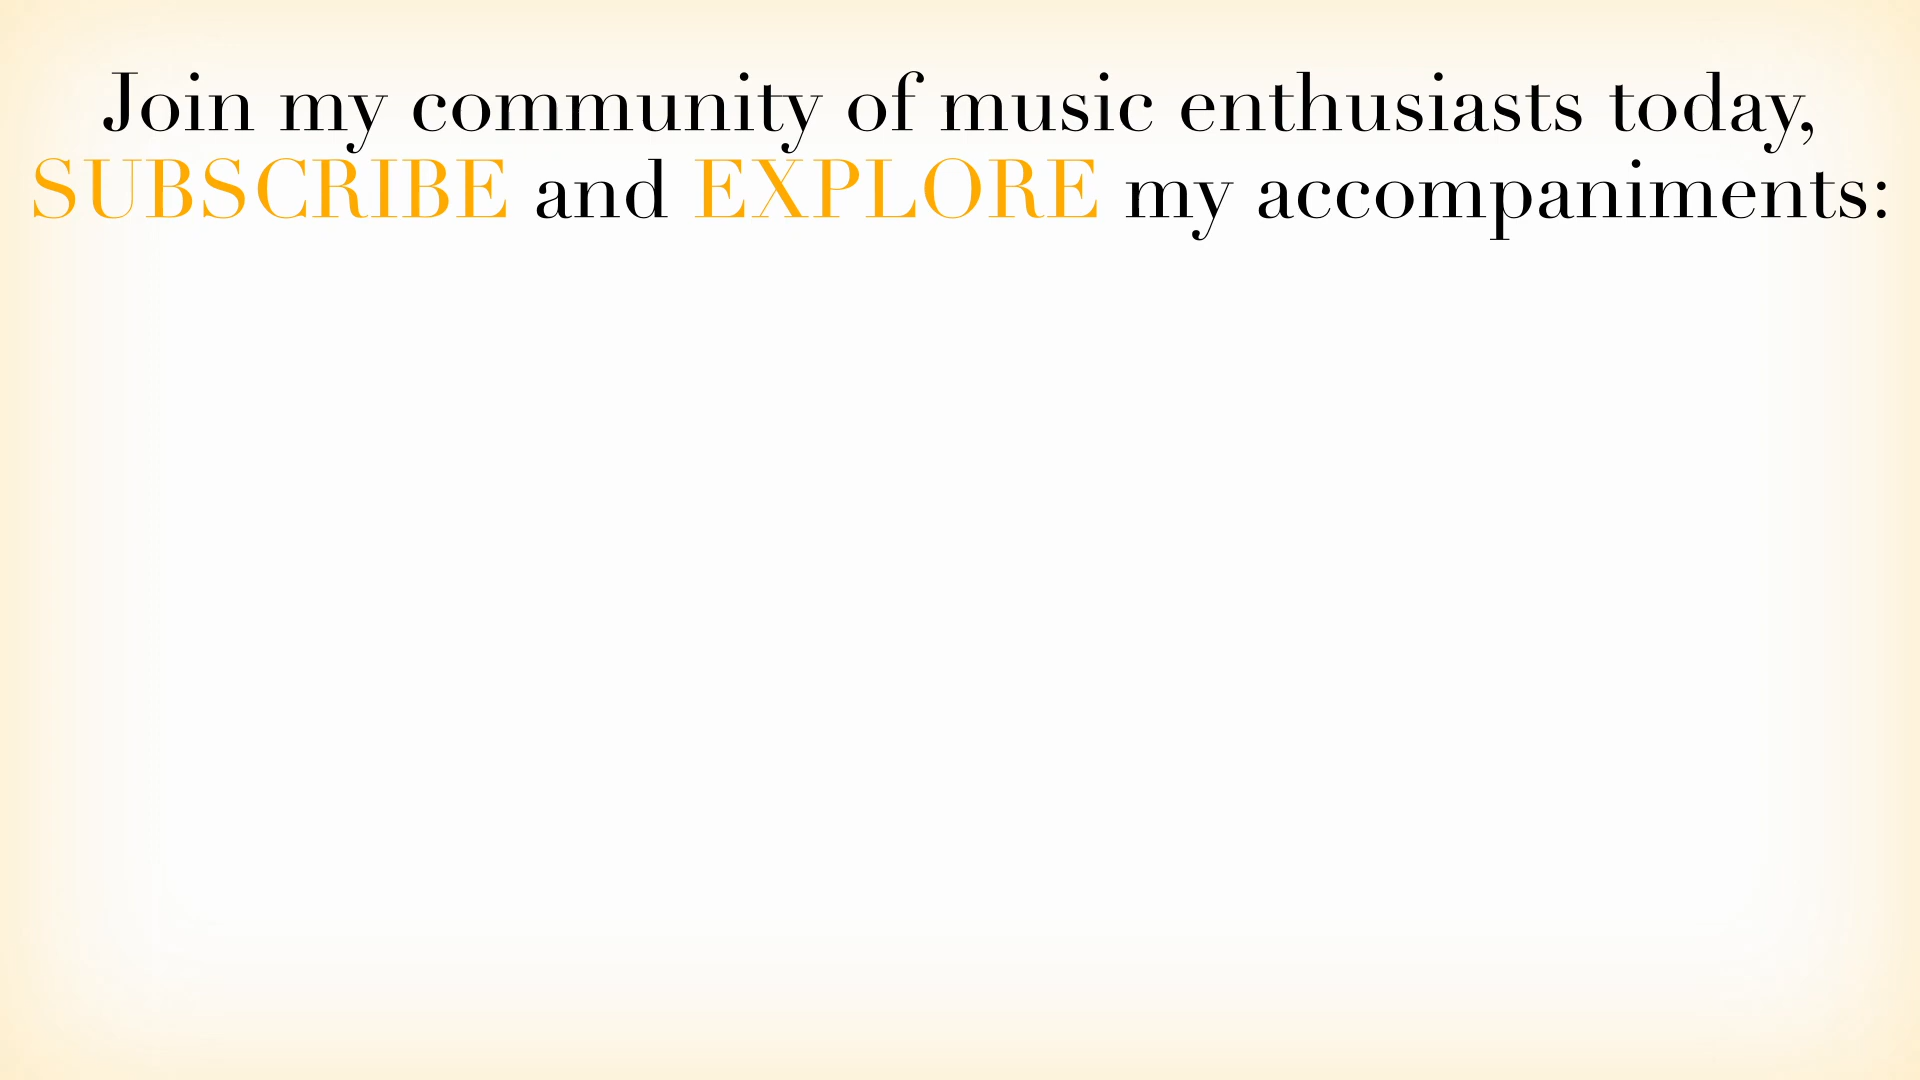 Join my community of music enthusiasts today,
SUBSCRIBE and EXPLORE my accompaniments: